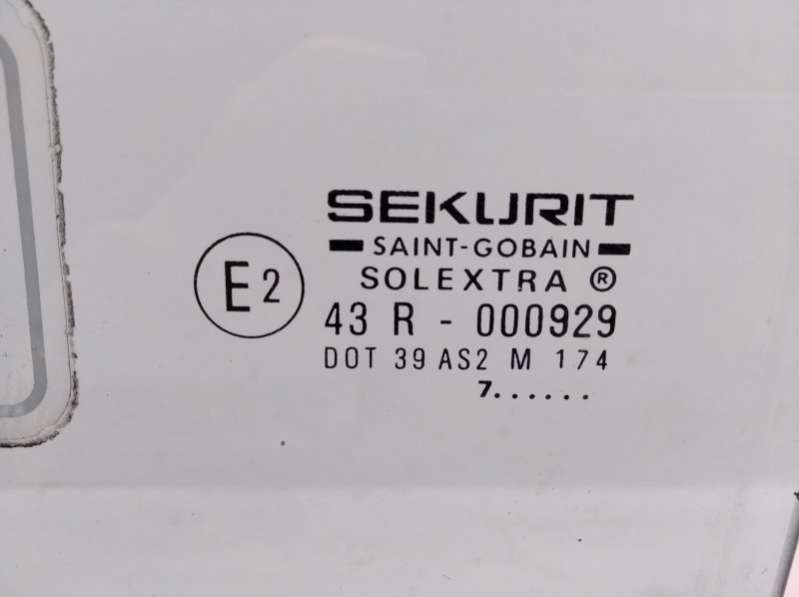 SEKURIT
SAINT-GOBAIN
SOLEXTRA ®
E2
43 R - 000929
DOT 39 AS2 M 174
7......